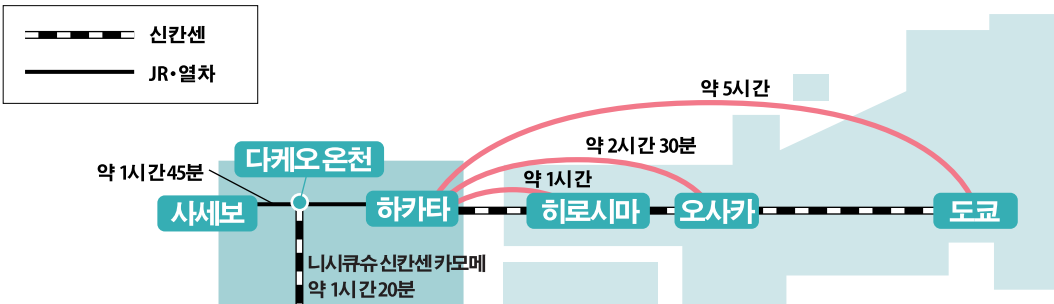 신칸센
JR•열차
약 5시간
약 2시간 30분
약 1시간
다케오 온천
약 1시간 45분
사세보
하카타
히로시마
오사카
도쿄
니시큐슈 신칸센 카모메
약 1시간 20분